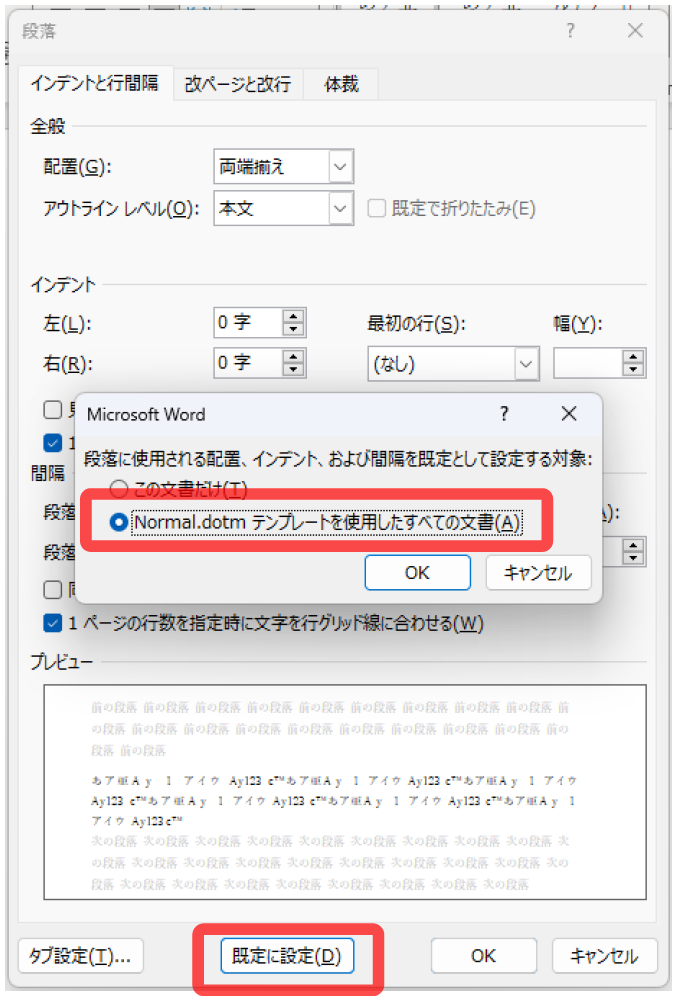 段落 ? ×
インデントと行間隔 改ページと改行 体裁
全般
配置(G): 両端揃え
アウトライン レベル(O): 本文 既定で折りたたみ(E)
インデント
左(L): 0 字 最初の行(S): 幅(Y):
右(R): 0 字 (なし)
Microsoft Word ? ×
1
段落に使用される配置、インデント、および間隔を既定として設定する対象:
間隔
この文書だけ(T)
段落
Normal.dotm テンプレートを使用したすべての文書(A)
段落
OK キャンセル
1 ページの行数を指定時に文字を行グリッド線に合わせる(W)
プレビュー
前の段落 前の段落 前の段落 前の段落 前の段落 前の段落 前の段落 前の段落 前の段落 前
の段落 前の段落 前の段落 前の段落 前の段落 前の段落 前の段落 前の段落 前の段落 前の
段落 前の段落
あア亜Ay 1 アイウ Ay123 c™あア亜Ay 1 アイウ Ay123 c™あア亜Ay 1 アイウ
Ay123 c™あア亜Ay 1 アイウ Ay123 c™あア亜Ay 1 アイウ Ay123 c™あア亜Ay 1
アイウ Ay123 c™
次の段落 次の段落 次の段落 次の段落 次の段落 次の段落 次の段落 次の段落 次の段落 次
の段落 次の段落 次の段落 次の段落 次の段落 次の段落 次の段落 次の段落 次の段落 次の
段落 次の段落 次の段落 次の段落 次の段落 次の段落 次の段落 次の段落 次の段落
タブ設定(T)... 既定に設定(D) OK キャンセル